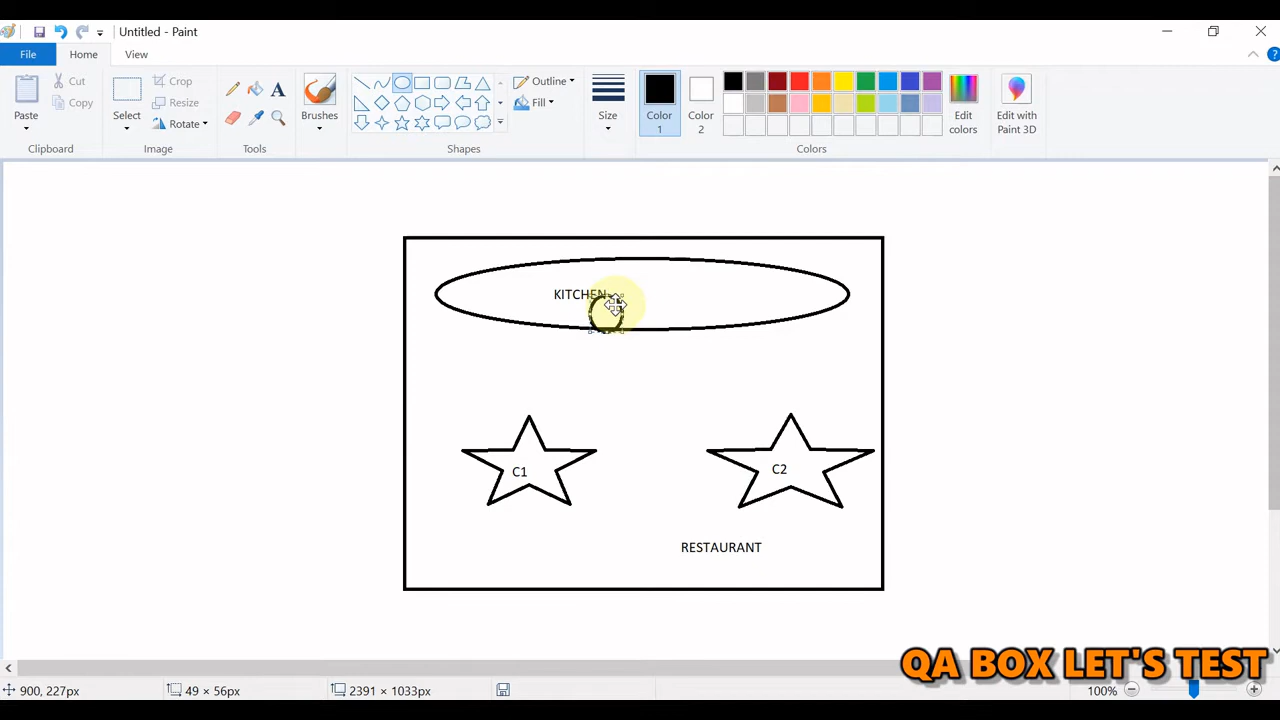 Untitled - Paint
File Home View
Paste
Cut
Copy
Clipboard
Select
Crop
Resize
Rotate
Image
A
Tools
Brushes
Shapes
Outline
Fill
Size
Color 1
Color 2
Edit colors
Colors
Edit with Paint 3D
KITCHEN
C1
C2
RESTAURANT
QA BOX LET'S TEST
900, 227px
49 × 56px
2391 × 1033px
100%